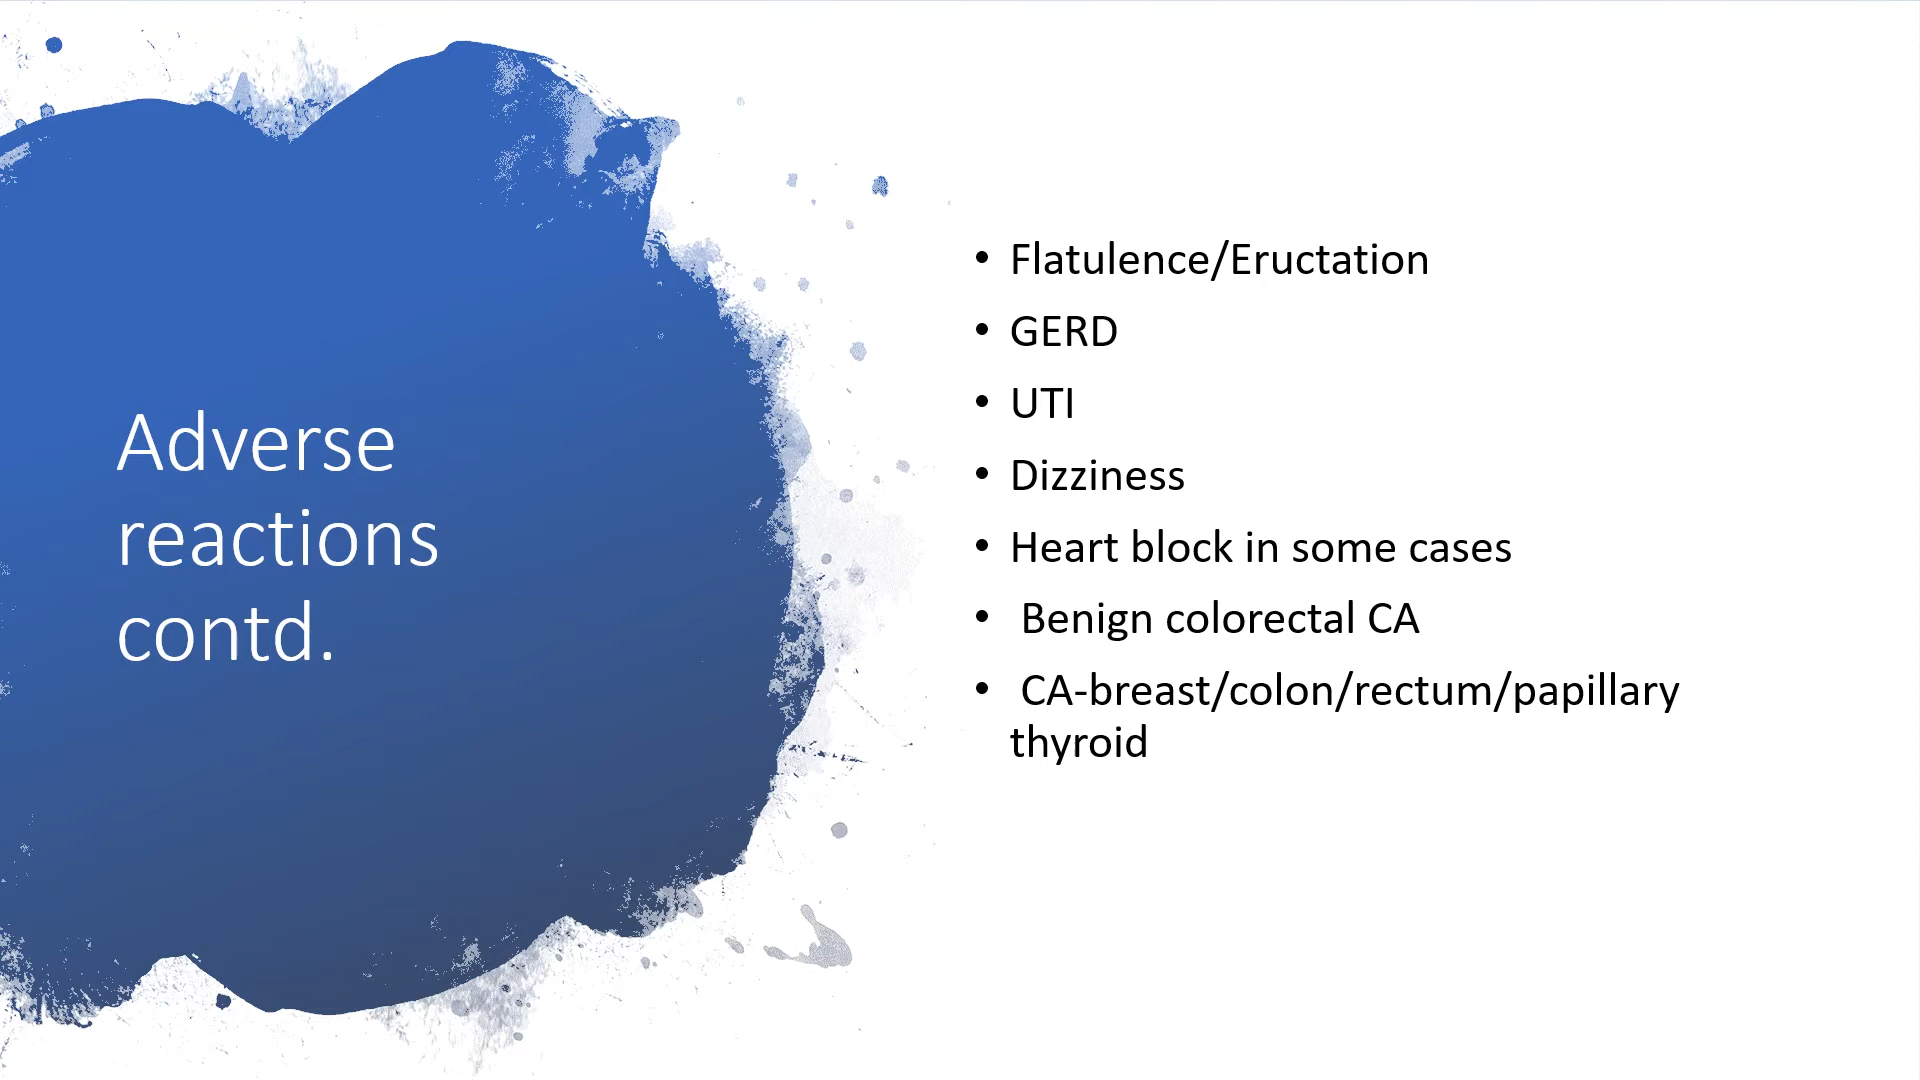 Adverse
reactions
contd.
• Flatulence/Eructation
• GERD
• UTI
• Dizziness
• Heart block in some cases
• Benign colorectal CA
• CA-breast/colon/rectum/papillary
thyroid